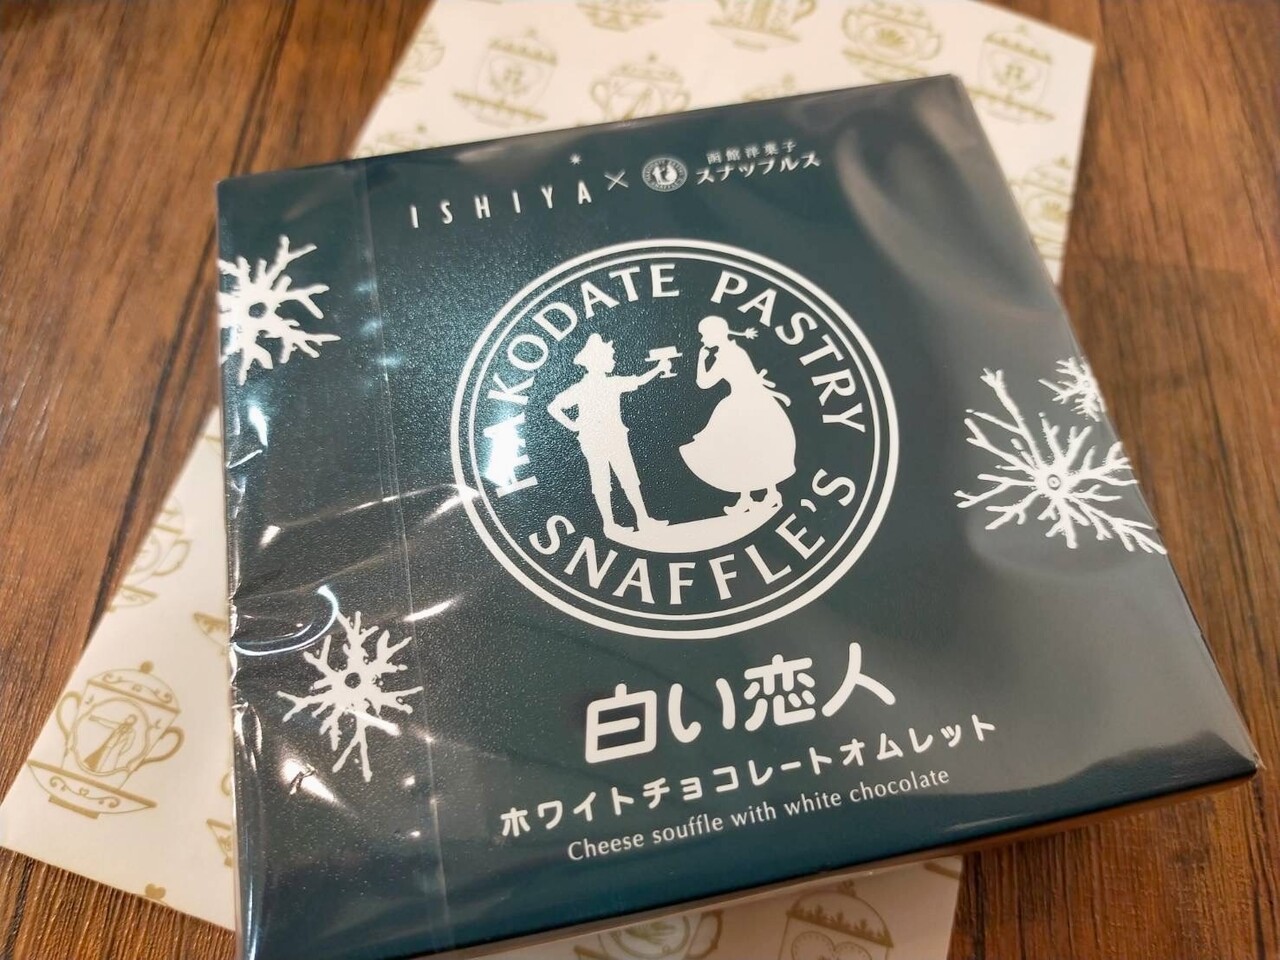 ISHIYA × 函館洋菓子 スナッフルス
HAKODATE PASTRY
SNAFFLE'S
白い恋人
ホワイトチョコレートオムレット
Cheese souffle with white chocolate